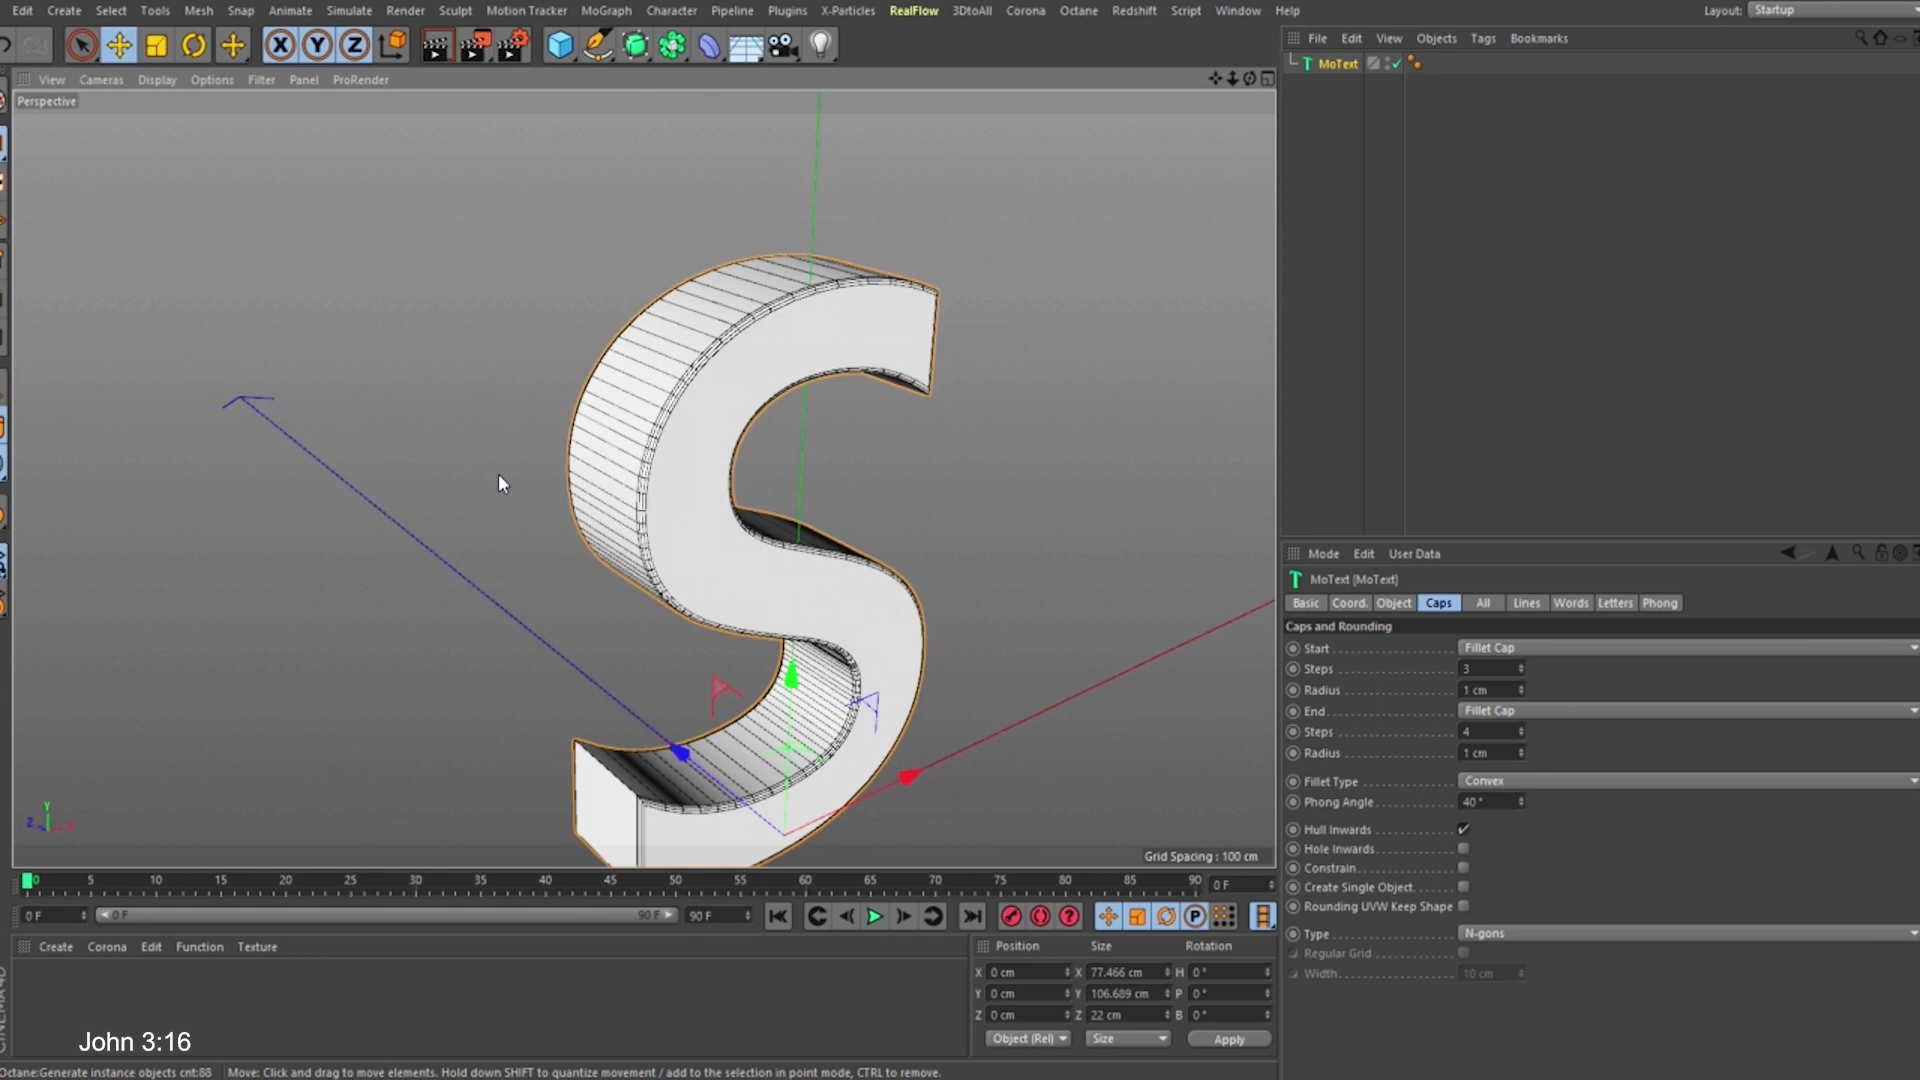 Edit Create Select Tools Mesh Snap Animate Simulate Render Sculpt Motion Tracker MoGraph Character Pipeline Plugins X-Particles RealFlow 3DtoAll Corona Octane Redshift Script Window Help
Layout: Startup
X Y Z
File Edit View Objects Tags Bookmarks
MoText
View Cameras Display Options Filter Panel ProRender
Perspective
Y
Z X
Grid Spacing : 100 cm
0 5 10 15 20 25 30 35 40 45 50 55 60 65 70 75 80 85 90 0 F
0 F 0 F 90 F 90 F
P
Create Corona Edit Function Texture
Position Size Rotation
X 0 cm X 77.466 cm H 0 °
Y 0 cm Y 106.689 cm P 0 °
Z 0 cm Z 22 cm B 0 °
Object (Rel) Size Apply
CINEMA 4D
John 3:16
Octane:Generate instance objects cnt:88 Move: Click and drag to move elements. Hold down SHIFT to quantize movement / add to the selection in point mode, CTRL to remove.
Mode Edit User Data
MoText [MoText]
Basic Coord. Object Caps All Lines Words Letters Phong
Caps and Rounding
Start Fillet Cap
Steps 3
Radius 1 cm
End Fillet Cap
Steps 4
Radius 1 cm
Fillet Type Convex
Phong Angle 40 °
Hull Inwards
Hole Inwards
Constrain
Create Single Object
Rounding UVW Keep Shape
Type N-gons
Regular Grid
Width 10 cm